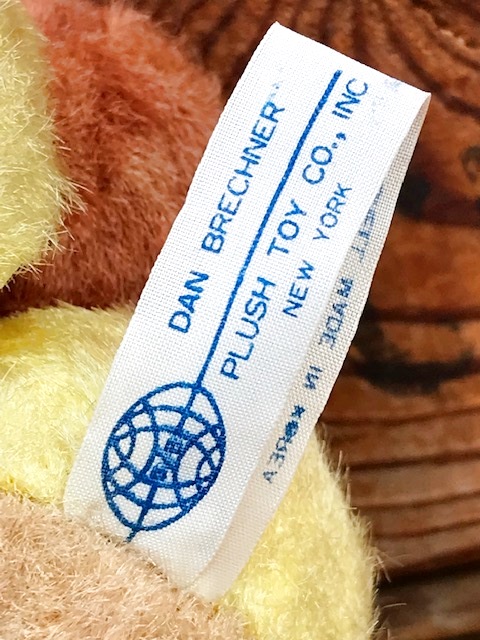 DAN BRECHNER
PLUSH TOY CO., INC
NEW YORK
MADE IN KOREA